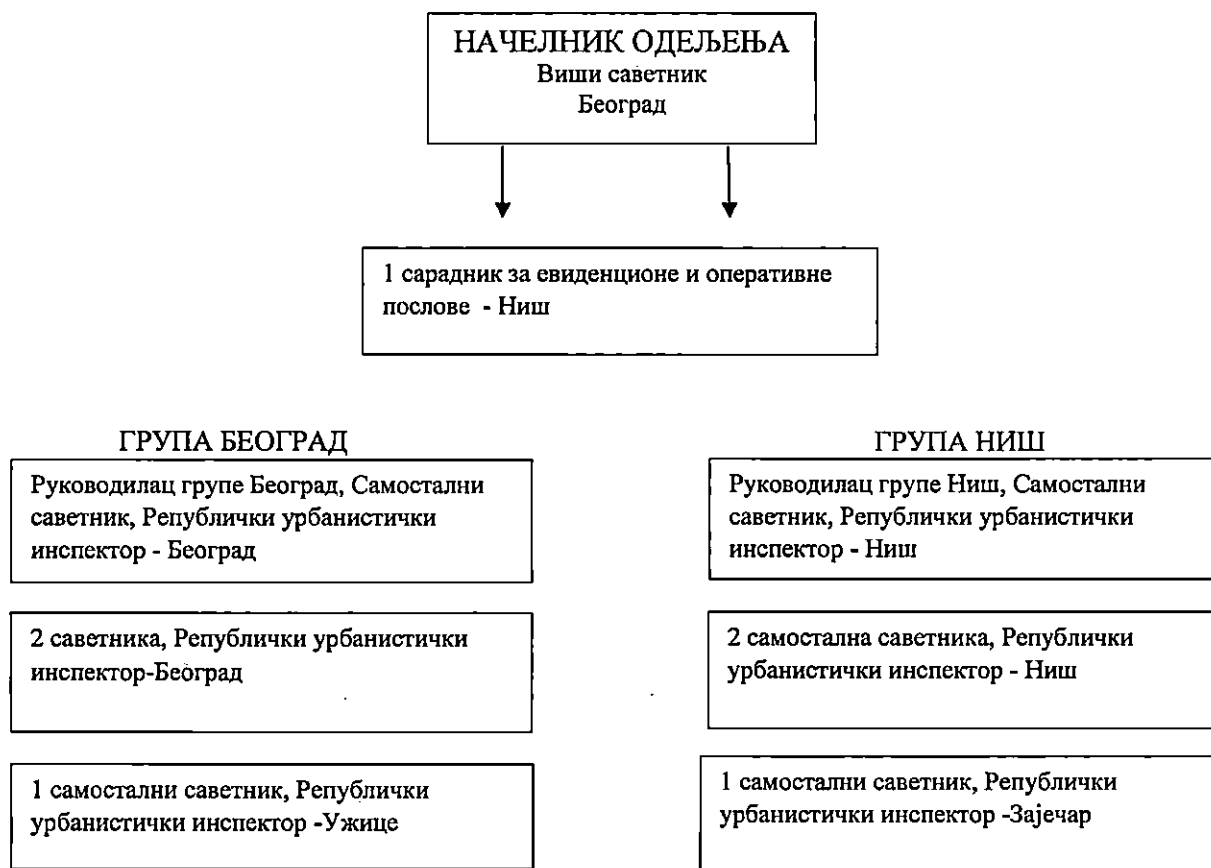 НАЧЕЛНИК ОДЕЉЕЊА
Виши саветник
Београд
1 сарадник за евиденционе и оперативне
послове - Ниш
ГРУПА БЕОГРАД
Руководилац групе Београд, Самостални
саветник, Републички урбанистички
инспектор - Београд
2 саветника, Републички урбанистички
инспектор-Београд
1 самостални саветник, Републички
урбанистички инспектор -Ужице
ГРУПА НИШ
Руководилац групе Ниш, Самостални
саветник, Републички урбанистички
инспектор - Ниш
2 самостална саветника, Републички
урбанистички инспектор - Ниш
1 самостални саветник, Републички
урбанистички инспектор -Зајечар